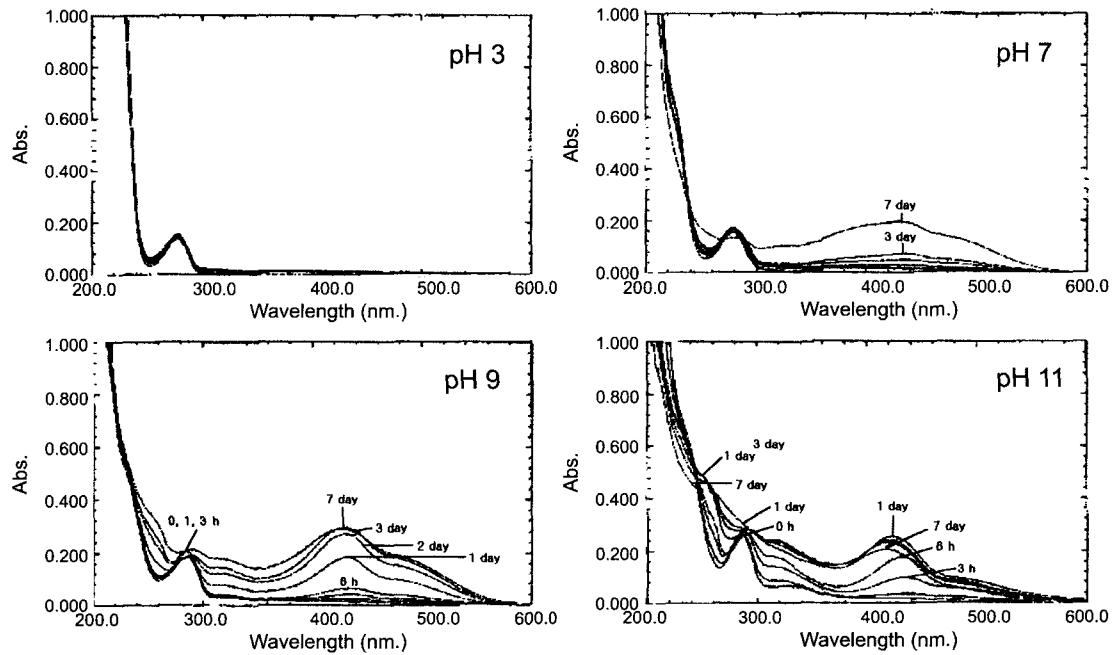 pH 3
1.000
0.800
0.600
0.400
0.200
0.000
Abs.
200.0 300.0 400.0 500.0 600.0
Wavelength (nm.)
pH 7
1.000
0.800
0.600
0.400
0.200
0.000
Abs.
7 day
3 day
200.0 300.0 400.0 500.0 600.0
Wavelength (nm.)
pH 9
1.000
0.800
0.600
0.400
0.200
0.000
Abs.
0, 1, 3 h
7 day
3 day
2 day
1 day
6 h
200.0 300.0 400.0 500.0 600.0
Wavelength (nm.)
pH 11
1.000
0.800
0.600
0.400
0.200
0.000
Abs.
3 day
1 day
7 day
1 day
0 h
1 day
7 day
6 h
3 h
200.0 300.0 400.0 500.0 600.0
Wavelength (nm.)